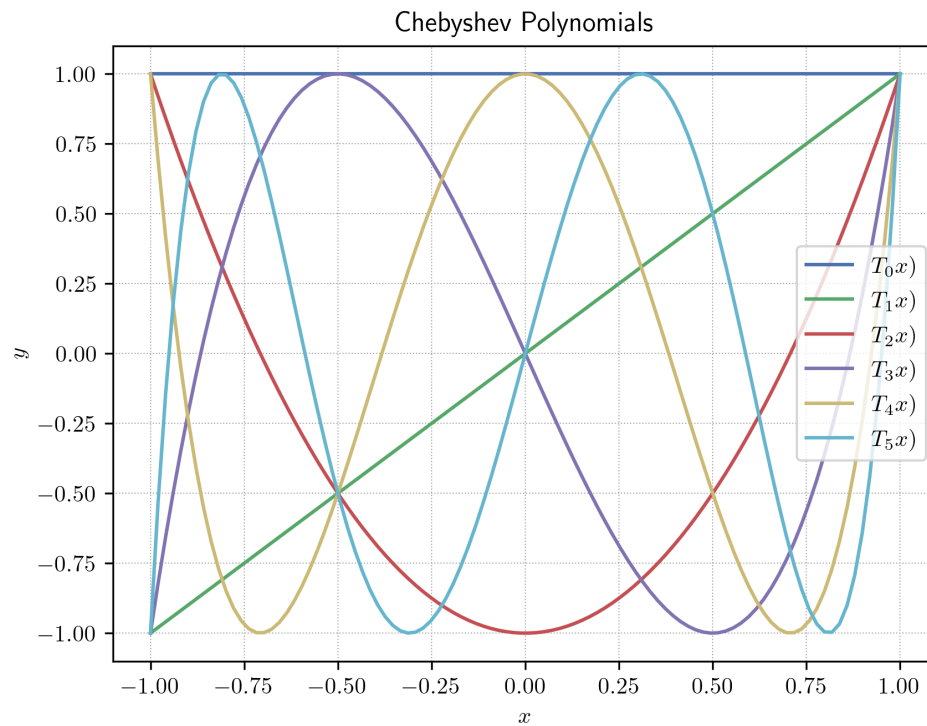 Chebyshev Polynomials
1.00
0.75
0.50
0.25
0.00
−0.25
−0.50
−0.75
−1.00
y
T₀x)
T₁x)
T₂x)
T₃x)
T₄x)
T₅x)
−1.00 −0.75 −0.50 −0.25 0.00 0.25 0.50 0.75 1.00
x